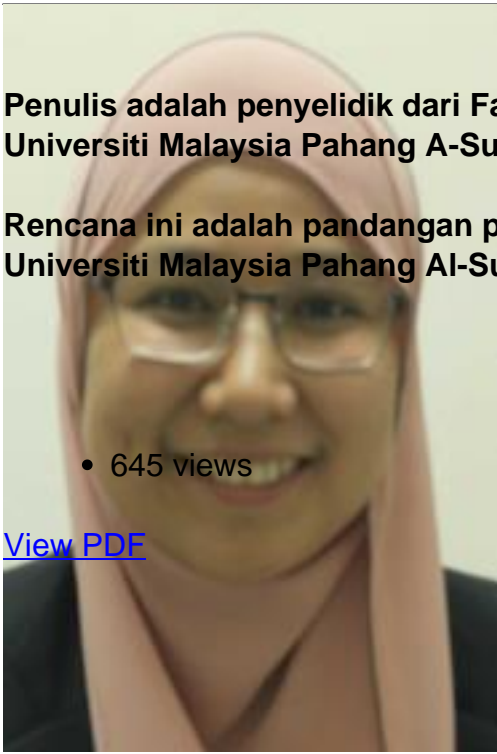 Penulis adalah penyelidik dari Fa
Universiti Malaysia Pahang A-Su
Rencana ini adalah pandangan p
Universiti Malaysia Pahang Al-Su
645 views
View PDF